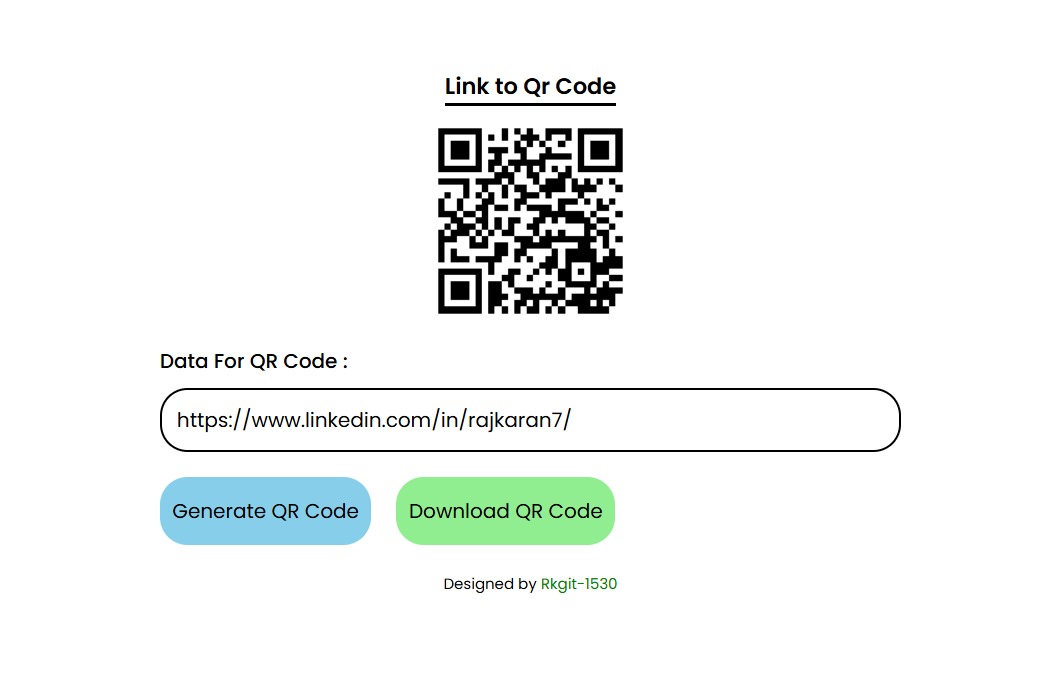 Link to Qr Code
Data For QR Code :
https://www.linkedin.com/in/rajkaran7/
Generate QR Code
Download QR Code
Designed by Rkgit-1530